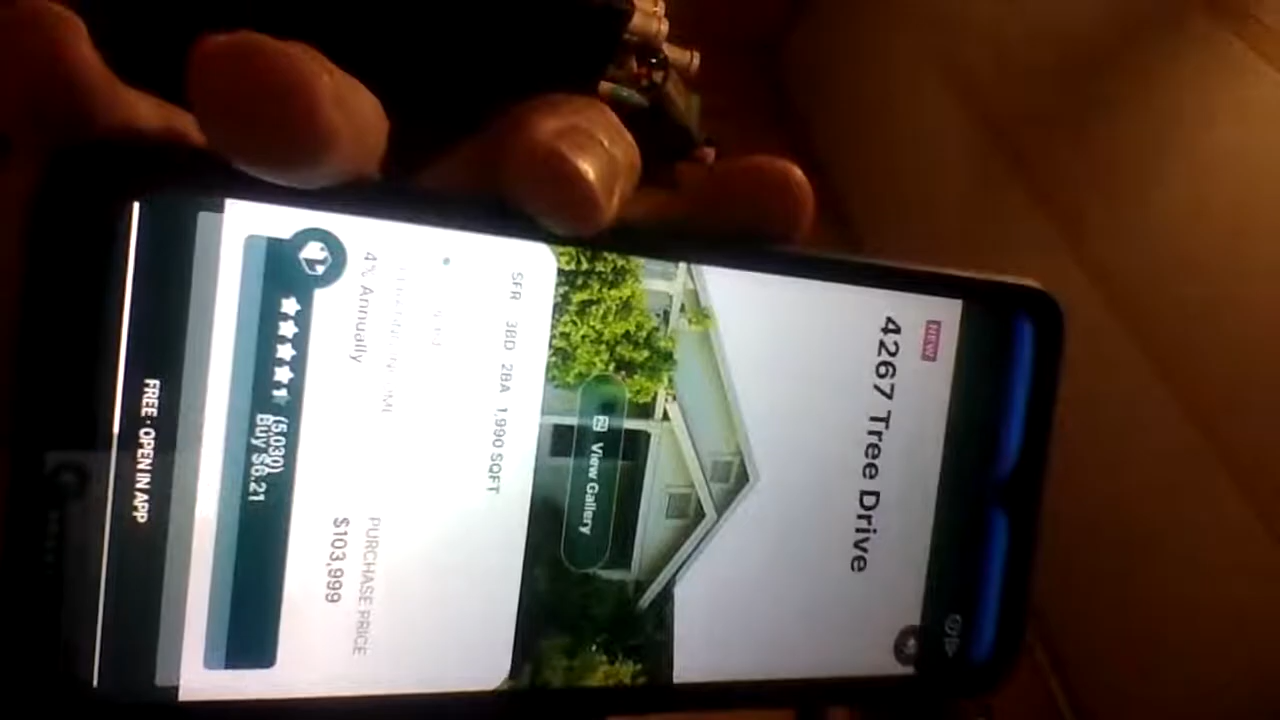 NEW
4267 Tree Drive
View Gallery
SFR 3BD 2BA 1,990 SQFT
4% Annually
PURCHASE PRICE
$103,999
(5,030)
Buy $6.21
FREE · OPEN IN APP